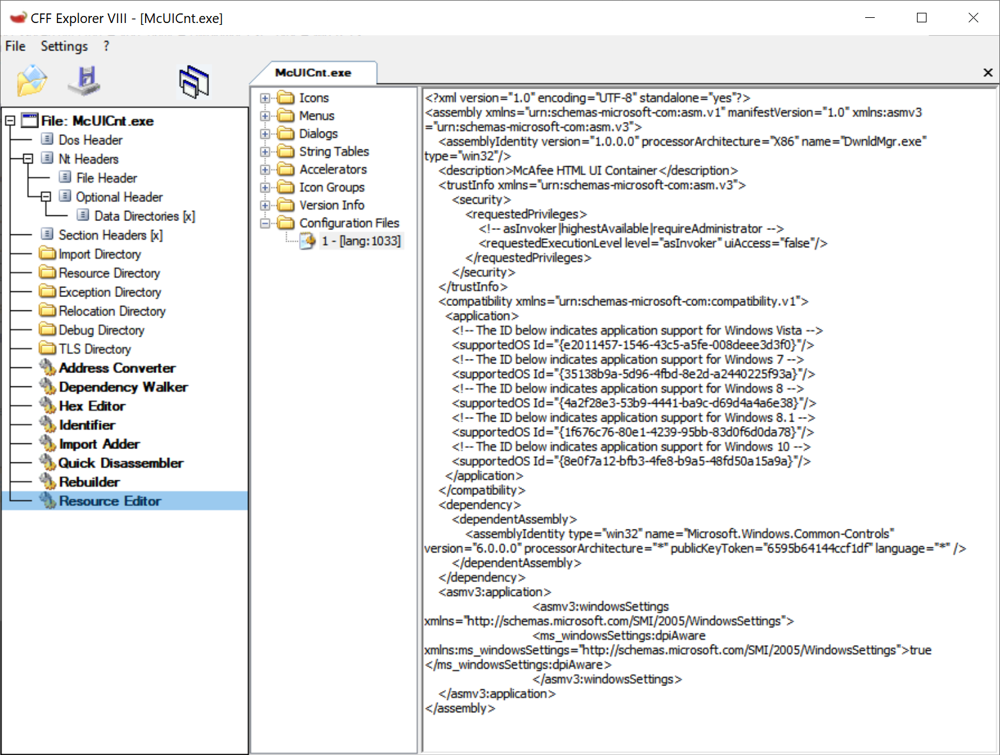 CFF Explorer VIII - [McUICnt.exe]
File Settings ?
McUICnt.exe
File: McUICnt.exe
Dos Header
Nt Headers
File Header
Optional Header
Data Directories [x]
Section Headers [x]
Import Directory
Resource Directory
Exception Directory
Relocation Directory
Debug Directory
TLS Directory
Address Converter
Dependency Walker
Hex Editor
Identifier
Import Adder
Quick Disassembler
Rebuilder
Resource Editor
Icons
Menus
Dialogs
String Tables
Accelerators
Icon Groups
Version Info
Configuration Files
1 - [lang:1033]
<?xml version="1.0" encoding="UTF-8" standalone="yes"?>
<assembly xmlns="urn:schemas-microsoft-com:asm.v1" manifestVersion="1.0" xmlns:asmv3
="urn:schemas-microsoft-com:asm.v3">
<assemblyIdentity version="1.0.0.0" processorArchitecture="X86" name="DwnldMgr.exe"
type="win32"/>
<description>McAfee HTML UI Container</description>
<trustInfo xmlns="urn:schemas-microsoft-com:asm.v3">
<security>
<requestedPrivileges>
<!-- asInvoker|highestAvailable|requireAdministrator -->
<requestedExecutionLevel level="asInvoker" uiAccess="false"/>
</requestedPrivileges>
</security>
</trustInfo>
<compatibility xmlns="urn:schemas-microsoft-com:compatibility.v1">
<application>
<!-- The ID below indicates application support for Windows Vista -->
<supportedOS Id="{e2011457-1546-43c5-a5fe-008deee3d3f0}"/>
<!-- The ID below indicates application support for Windows 7 -->
<supportedOS Id="{35138b9a-5d96-4fbd-8e2d-a2440225f93a}"/>
<!-- The ID below indicates application support for Windows 8 -->
<supportedOS Id="{4a2f28e3-53b9-4441-ba9c-d69d4a4a6e38}"/>
<!-- The ID below indicates application support for Windows 8.1 -->
<supportedOS Id="{1f676c76-80e1-4239-95bb-83d0f6d0da78}"/>
<!-- The ID below indicates application support for Windows 10 -->
<supportedOS Id="{8e0f7a12-bfb3-4fe8-b9a5-48fd50a15a9a}"/>
</application>
</compatibility>
<dependency>
<dependentAssembly>
<assemblyIdentity type="win32" name="Microsoft.Windows.Common-Controls"
version="6.0.0.0" processorArchitecture="*" publicKeyToken="6595b64144ccf1df" language="*" />
</dependentAssembly>
</dependency>
<asmv3:application>
<asmv3:windowsSettings
xmlns="http://schemas.microsoft.com/SMI/2005/WindowsSettings">
<ms_windowsSettings:dpiAware
xmlns:ms_windowsSettings="http://schemas.microsoft.com/SMI/2005/WindowsSettings">true
</ms_windowsSettings:dpiAware>
</asmv3:windowsSettings>
</asmv3:application>
</assembly>